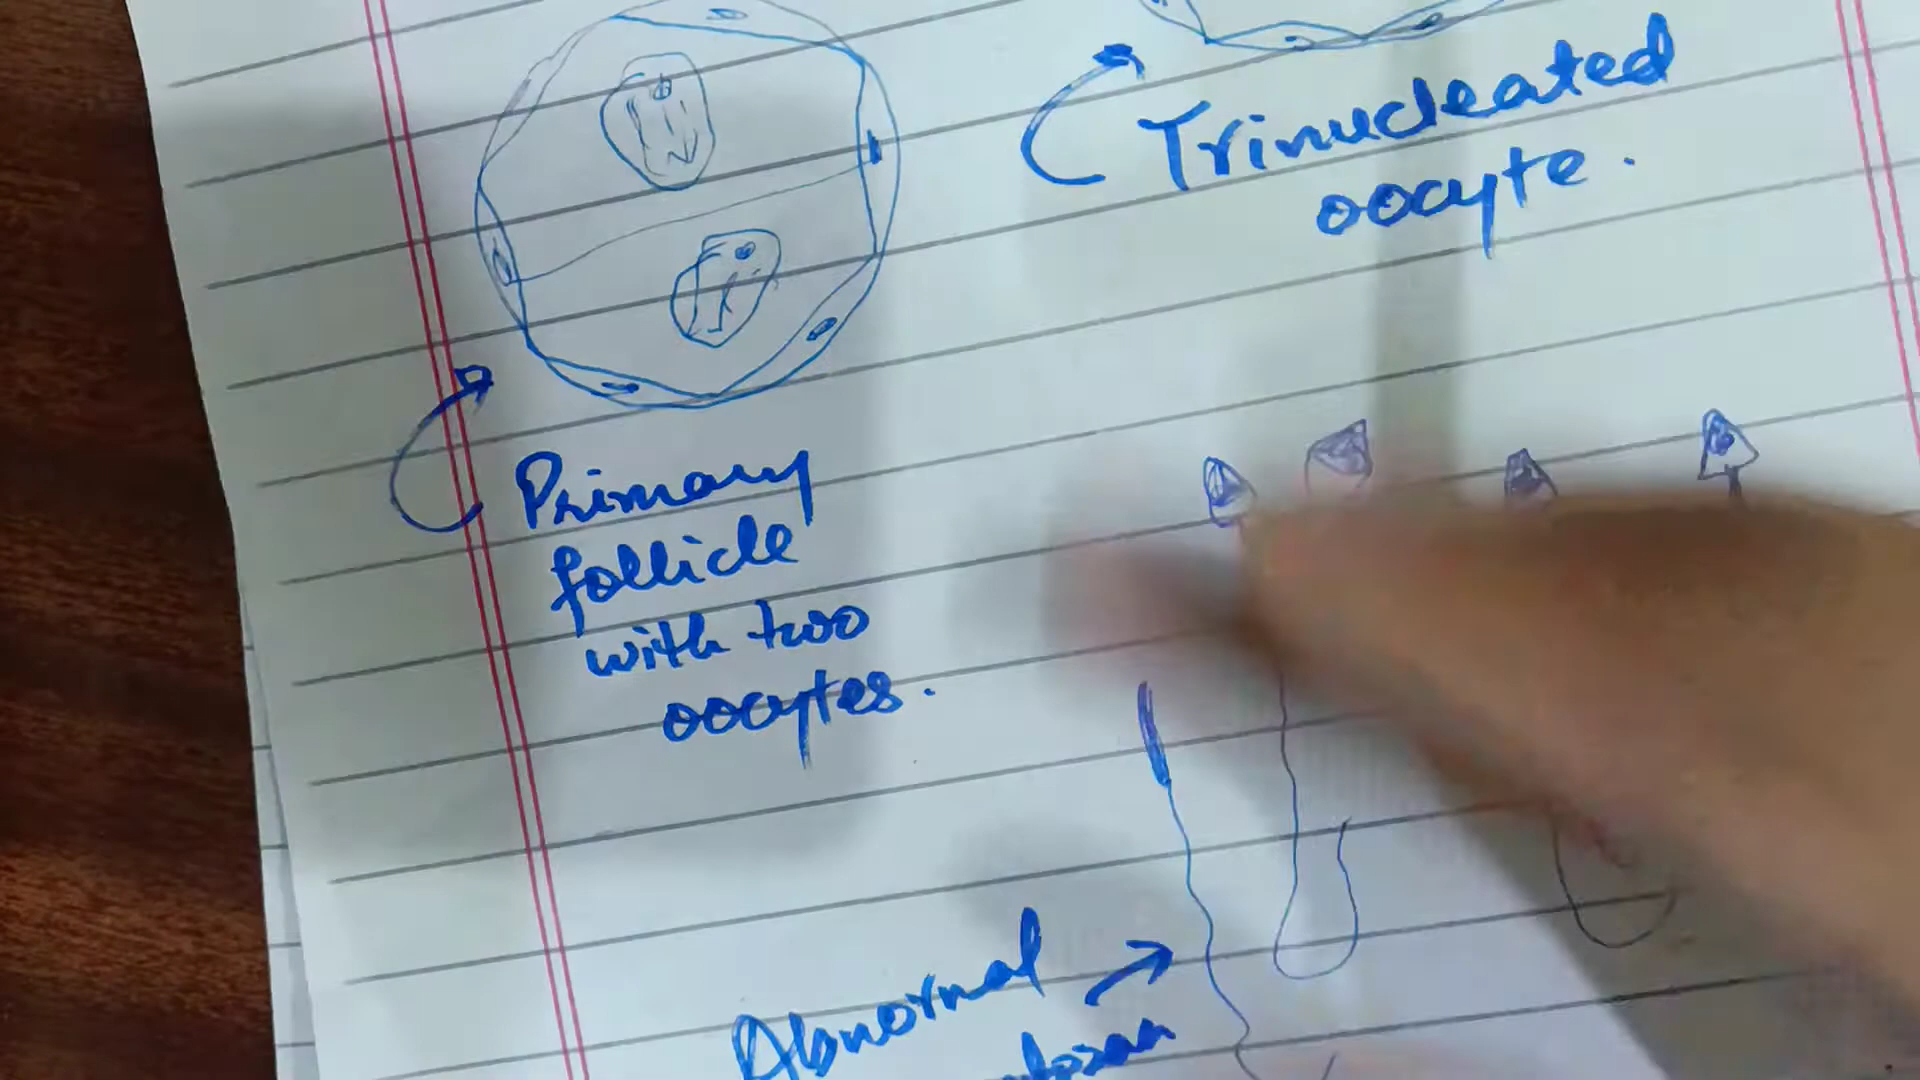 Trinucleated
oocyte.
Primary
follicle
with two
oocytes.
Abnormal